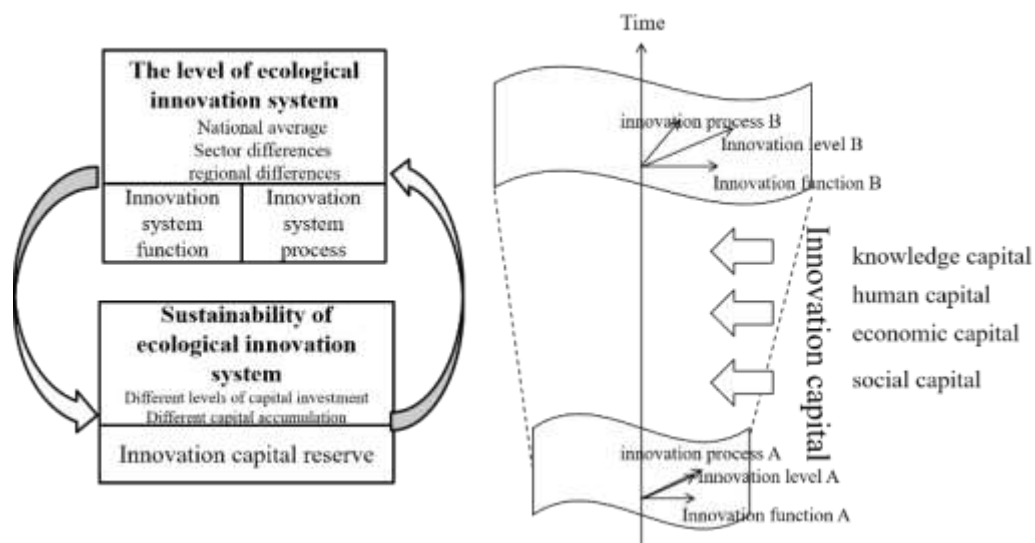 The level of ecological
innovation system
National average
Sector differences
regional differences
Innovation
system
function
Innovation
system
process
Sustainability of
ecological innovation
system
Different levels of capital investment
Different capital accumulation
Innovation capital reserve
Time
innovation process B
Innovation level B
Innovation function B
Innovation capital
knowledge capital
human capital
economic capital
social capital
innovation process A
Innovation level A
Innovation function A